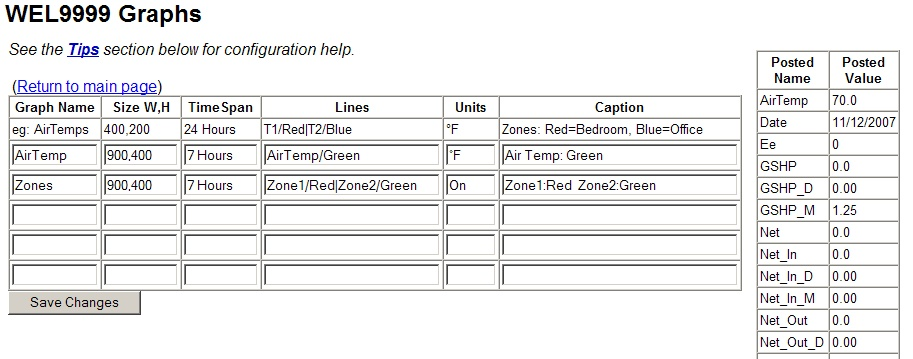 WEL9999 Graphs
See the Tips section below for configuration help.
(Return to main page)
Graph Name Size W,H TimeSpan Lines Units Caption
eg: AirTemps 400,200 24 Hours T1/Red|T2/Blue °F Zones: Red=Bedroom, Blue=Office
AirTemp 900,400 7 Hours AirTemp/Green °F Air Temp: Green
Zones 900,400 7 Hours Zone1/Red|Zone2/Green On Zone1:Red Zone2:Green
Save Changes
Posted Name Posted Value
AirTemp 70.0
Date 11/12/2007
Ee 0
GSHP 0.0
GSHP_D 0.00
GSHP_M 1.25
Net 0.0
Net_In 0.0
Net_In_D 0.00
Net_In_M 0.00
Net_Out 0.0
Net_Out_D 0.00